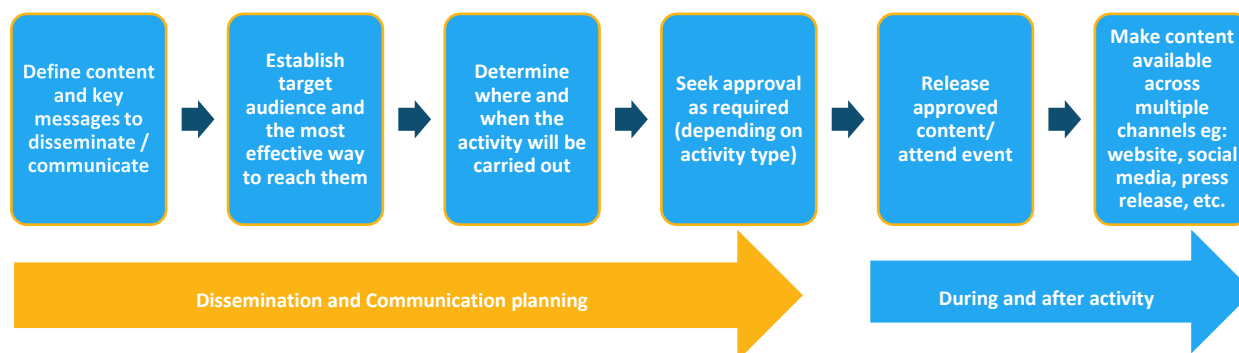 Define content
and key
messages to
disseminate /
communicate
Establish
target
audience and
the most
effective way
to reach them
Determine
where and
when the
activity will be
carried out
Seek approval
as required
(depending on
activity type)
Release
approved
content/
attend event
Make content
available
across
multiple
channels eg:
website, social
media, press
release, etc.
Dissemination and Communication planning
During and after activity